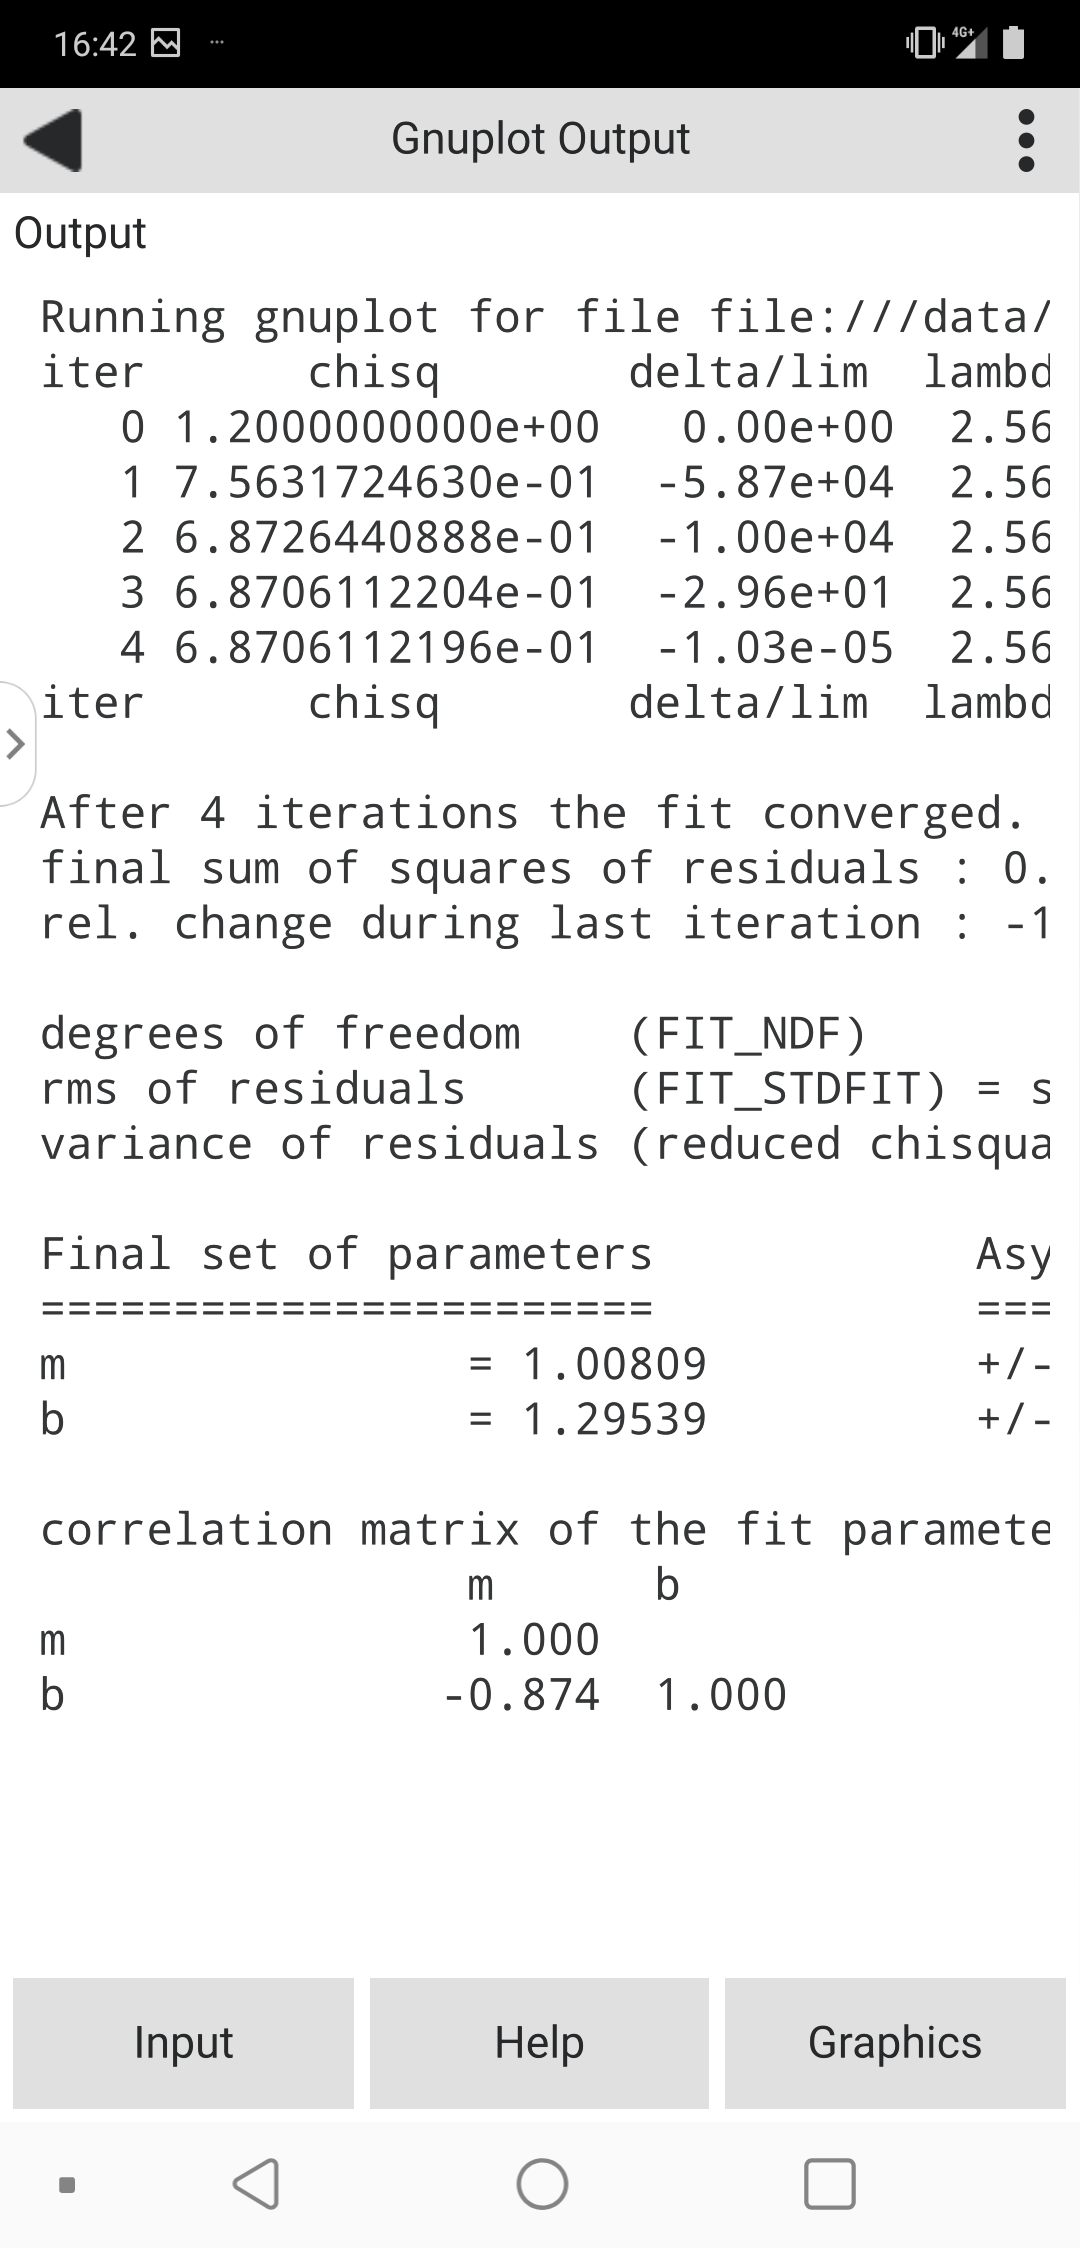 16:42 ... 4G+
Gnuplot Output
Output
Running gnuplot for file file:///data/
iter      chisq       delta/lim  lambd
   0 1.2000000000e+00   0.00e+00  2.56
   1 7.5631724630e-01  -5.87e+04  2.56
   2 6.8726440888e-01  -1.00e+04  2.56
   3 6.8706112204e-01  -2.96e+01  2.56
   4 6.8706112196e-01  -1.03e-05  2.56
iter      chisq       delta/lim  lambd
After 4 iterations the fit converged.
final sum of squares of residuals : 0.
rel. change during last iteration : -1
degrees of freedom    (FIT_NDF)
rms of residuals      (FIT_STDFIT) = s
variance of residuals (reduced chisqua
Final set of parameters            Asy
=======================            ===
m               = 1.00809          +/-
b               = 1.29539          +/-
correlation matrix of the fit paramete
                m      b
m               1.000
b              -0.874  1.000
Input Help Graphics